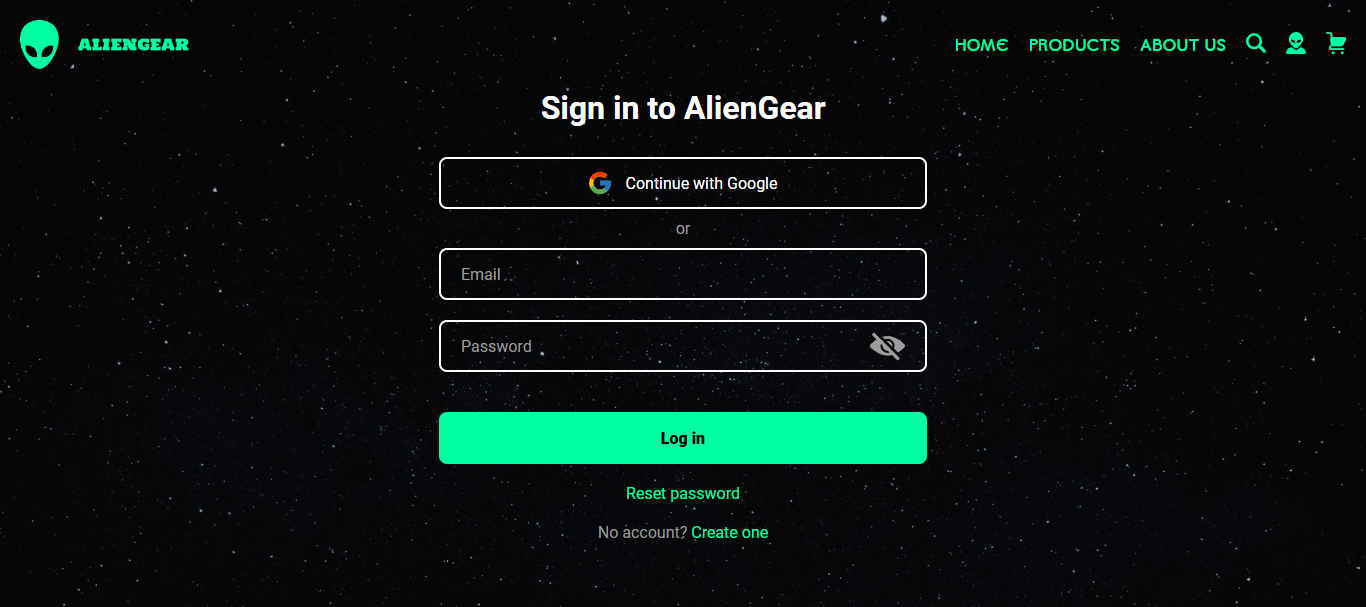 ALIENGEAR
HOME PRODUCTS ABOUT US
Sign in to AlienGear
Continue with Google
or
Email
Password
Log in
Reset password
No account? Create one